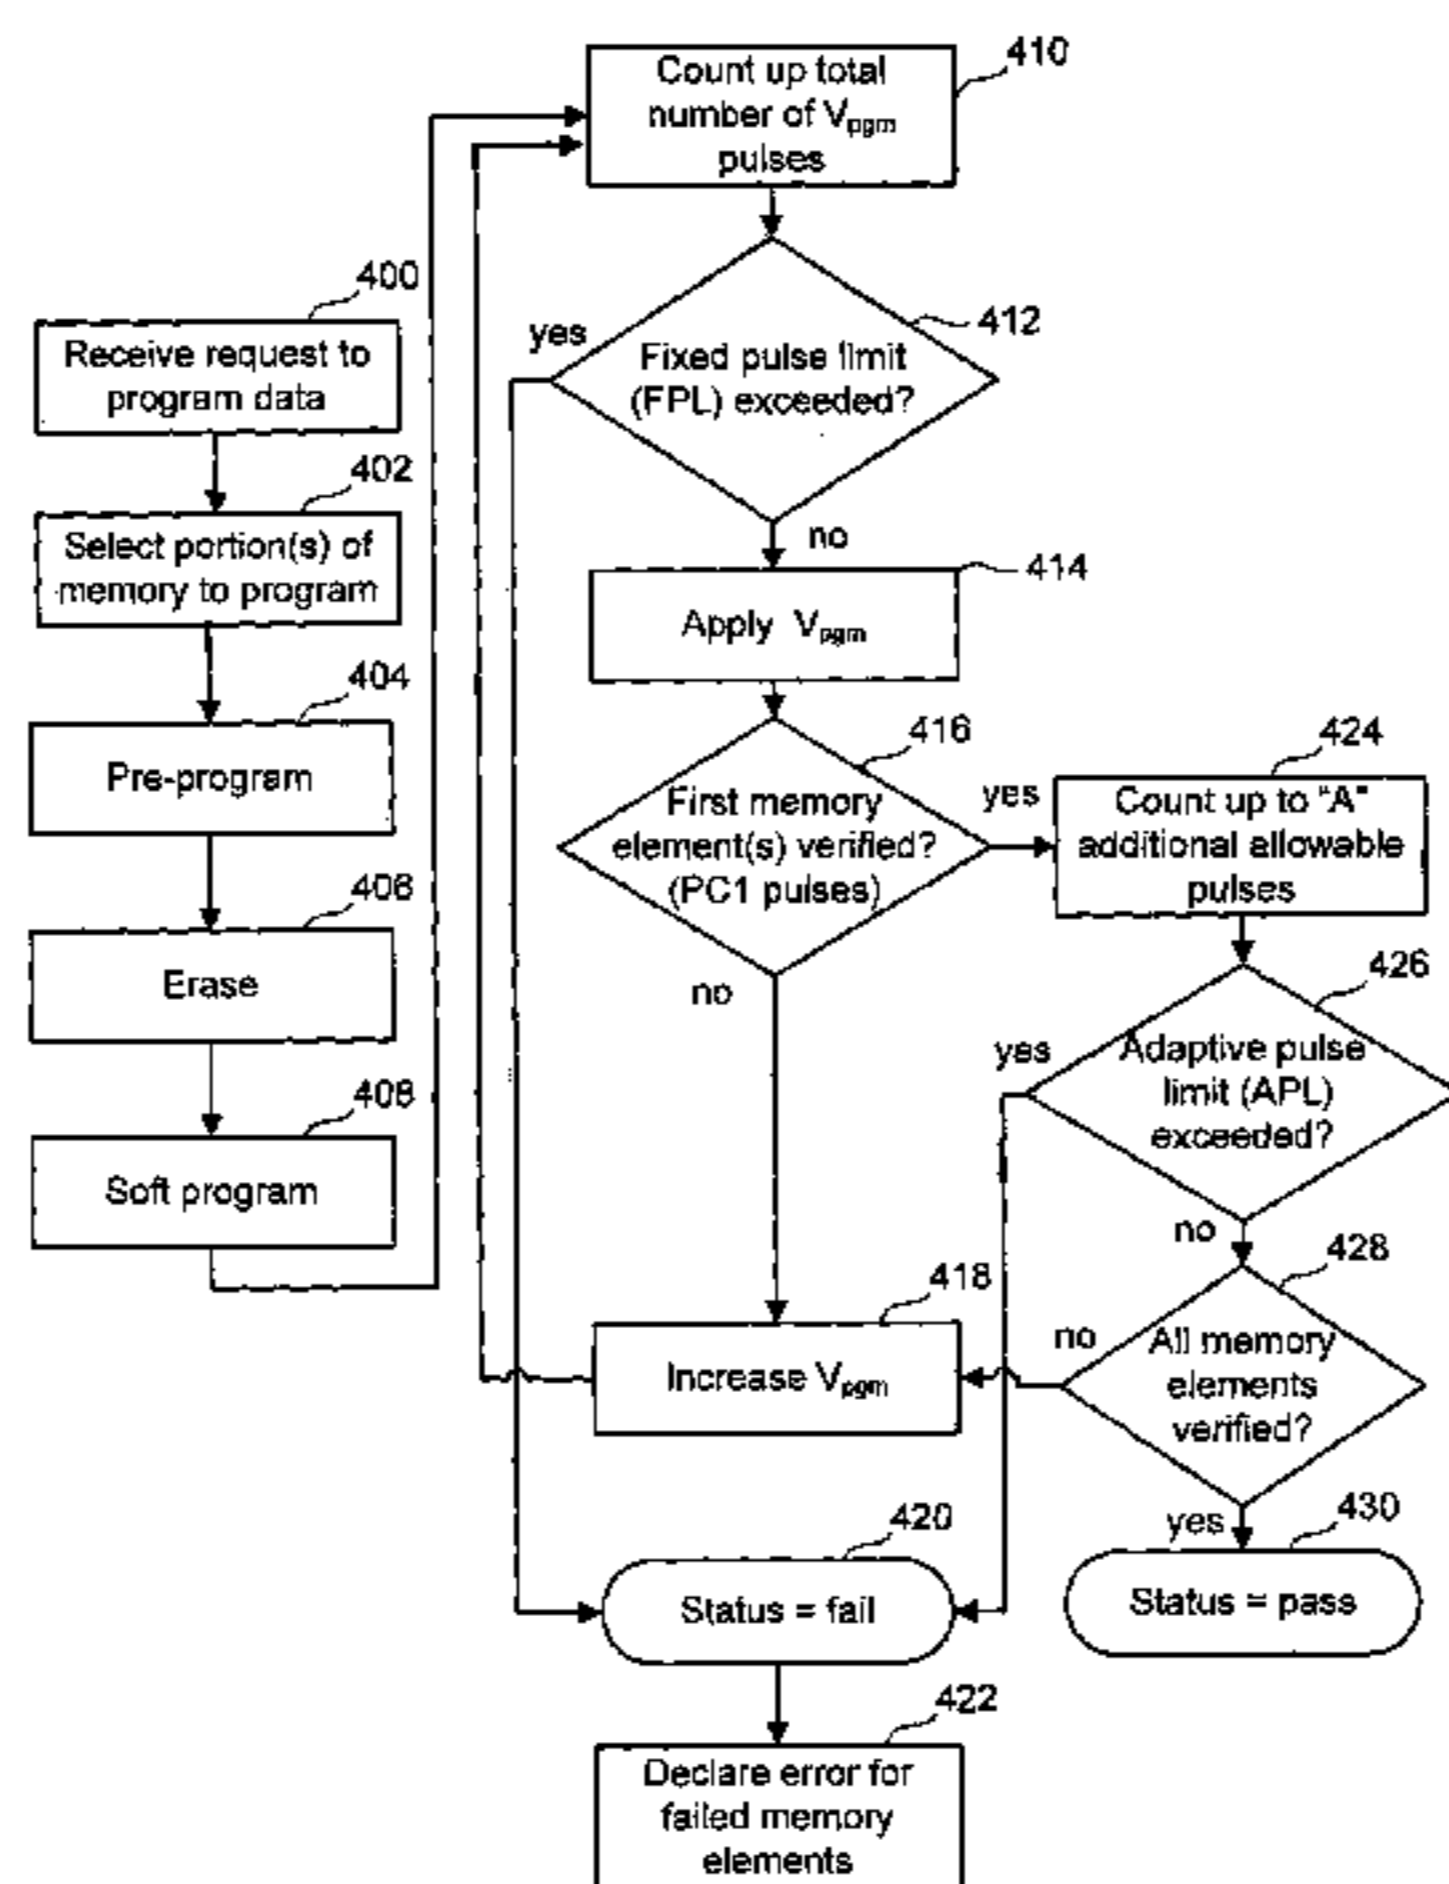 400
Receive request to
program data
402
Select portion(s) of
memory to program
404
Pre-program
406
Erase
408
Soft program
410
Count up total
number of Vpgm
pulses
412
Fixed pulse limit
(FPL) exceeded?
yes
no
414
Apply Vpgm
416
First memory
element(s) verified?
(PC1 pulses)
yes
no
418
Increase Vpgm
420
Status = fail
422
Declare error for
failed memory
elements
424
Count up to "A"
additional allowable
pulses
426
Adaptive pulse
limit (APL)
exceeded?
yes
no
428
All memory
elements
verified?
no
yes
430
Status = pass